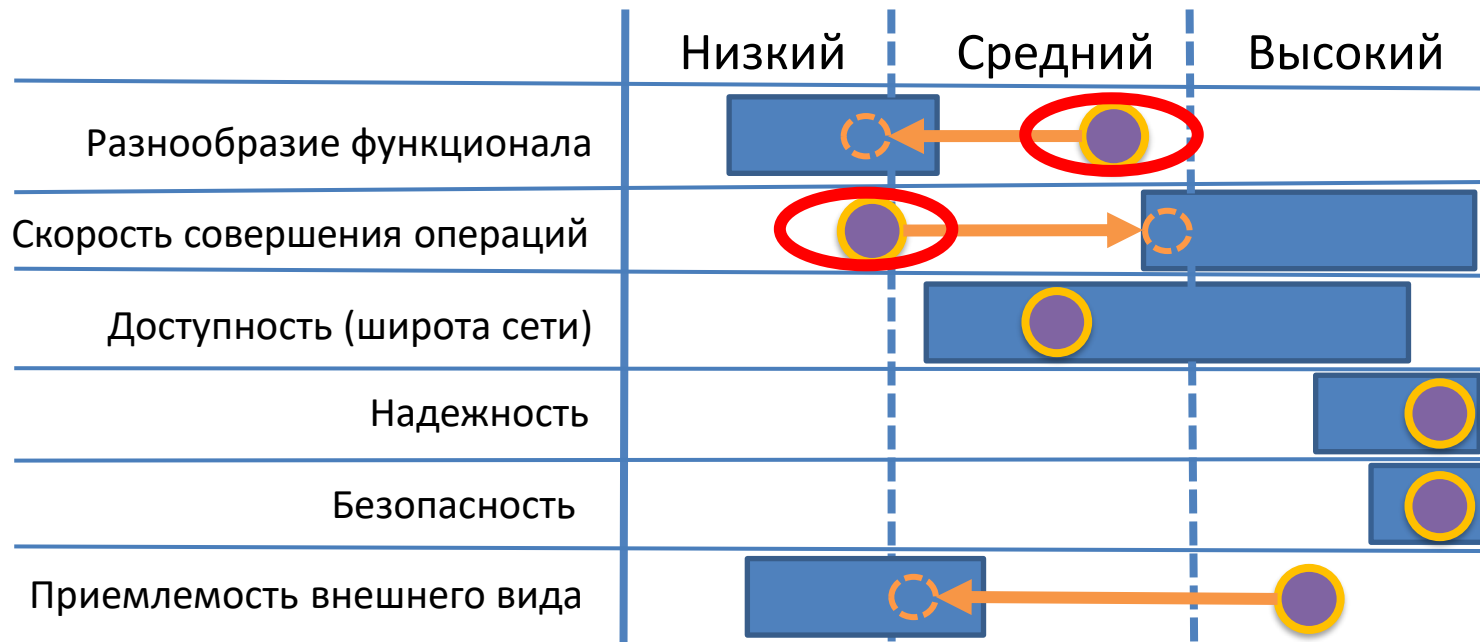 Низкий Средний Высокий
Разнообразие функционала
Скорость совершения операций
Доступность (широта сети)
Надежность
Безопасность
Приемлемость внешнего вида